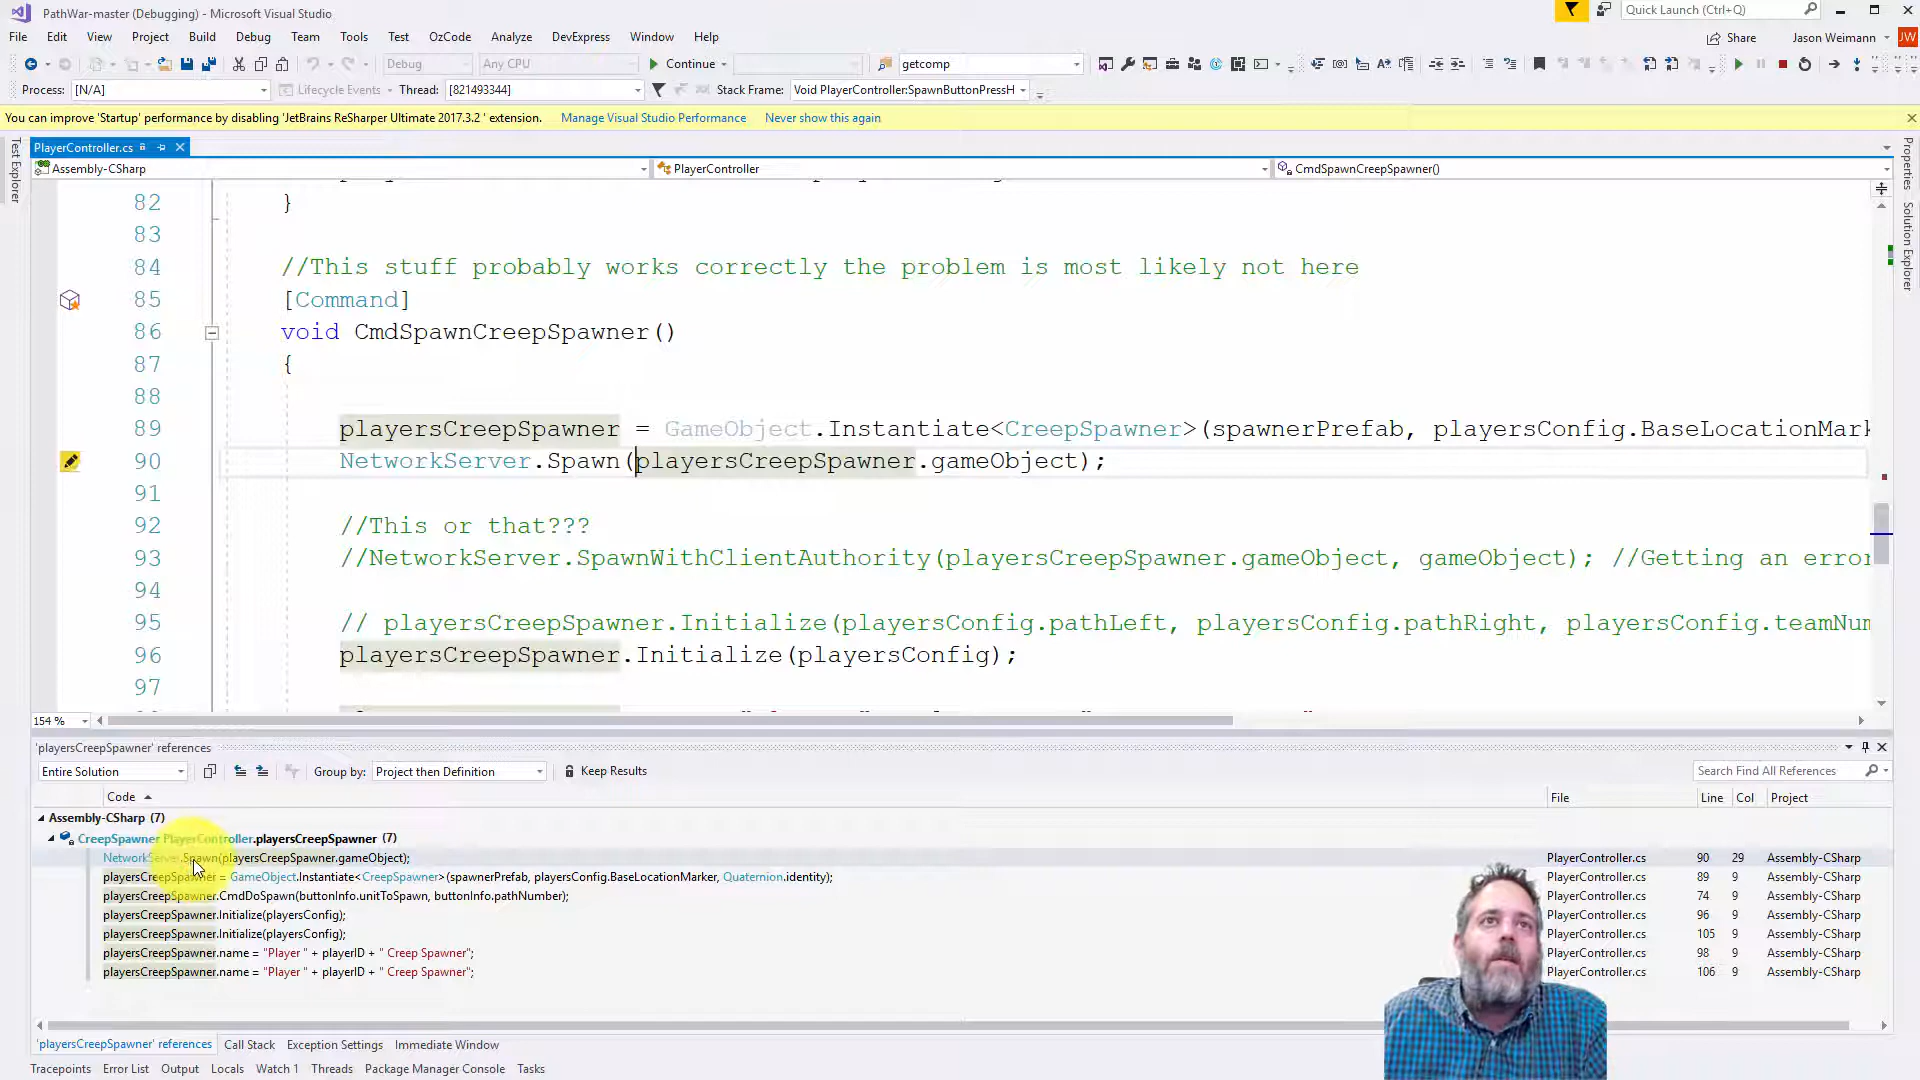 PathWar-master (Debugging) - Microsoft Visual Studio
Quick Launch (Ctrl+Q)
File Edit View Project Build Debug Team Tools Test OzCode Analyze DevExpress Window Help
Share Jason Weimann JW
Debug Any CPU Continue getcomp
Process: [N/A] Lifecycle Events Thread: [821493344] Stack Frame: Void PlayerController:SpawnButtonPressH
You can improve 'Startup' performance by disabling 'JetBrains ReSharper Ultimate 2017.3.2 ' extension. Manage Visual Studio Performance Never show this again
Test Explorer
Properties
Solution Explorer
PlayerController.cs
Assembly-CSharp PlayerController CmdSpawnCreepSpawner()
82 }
83
84 //This stuff probably works correctly the problem is most likely not here
85 [Command]
86 void CmdSpawnCreepSpawner()
87 {
88
89 playersCreepSpawner = GameObject.Instantiate<CreepSpawner>(spawnerPrefab, playersConfig.BaseLocationMark
90 NetworkServer.Spawn(playersCreepSpawner.gameObject);
91
92 //This or that???
93 //NetworkServer.SpawnWithClientAuthority(playersCreepSpawner.gameObject, gameObject); //Getting an error
94
95 // playersCreepSpawner.Initialize(playersConfig.pathLeft, playersConfig.pathRight, playersConfig.teamNum
96 playersCreepSpawner.Initialize(playersConfig);
97
154 %
'playersCreepSpawner' references
Entire Solution Group by: Project then Definition Keep Results Search Find All References
Code File Line Col Project
Assembly-CSharp (7)
CreepSpawner PlayerController.playersCreepSpawner (7)
NetworkServer.Spawn(playersCreepSpawner.gameObject); PlayerController.cs 90 29 Assembly-CSharp
playersCreepSpawner = GameObject.Instantiate<CreepSpawner>(spawnerPrefab, playersConfig.BaseLocationMarker, Quaternion.identity); PlayerController.cs 89 9 Assembly-CSharp
playersCreepSpawner.CmdDoSpawn(buttonInfo.unitToSpawn, buttonInfo.pathNumber); PlayerController.cs 74 9 Assembly-CSharp
playersCreepSpawner.Initialize(playersConfig); PlayerController.cs 96 9 Assembly-CSharp
playersCreepSpawner.Initialize(playersConfig); PlayerController.cs 105 9 Assembly-CSharp
playersCreepSpawner.name = "Player " + playerID + " Creep Spawner"; PlayerController.cs 98 9 Assembly-CSharp
playersCreepSpawner.name = "Player " + playerID + " Creep Spawner"; PlayerController.cs 106 9 Assembly-CSharp
'playersCreepSpawner' references Call Stack Exception Settings Immediate Window
Tracepoints Error List Output Locals Watch 1 Threads Package Manager Console Tasks